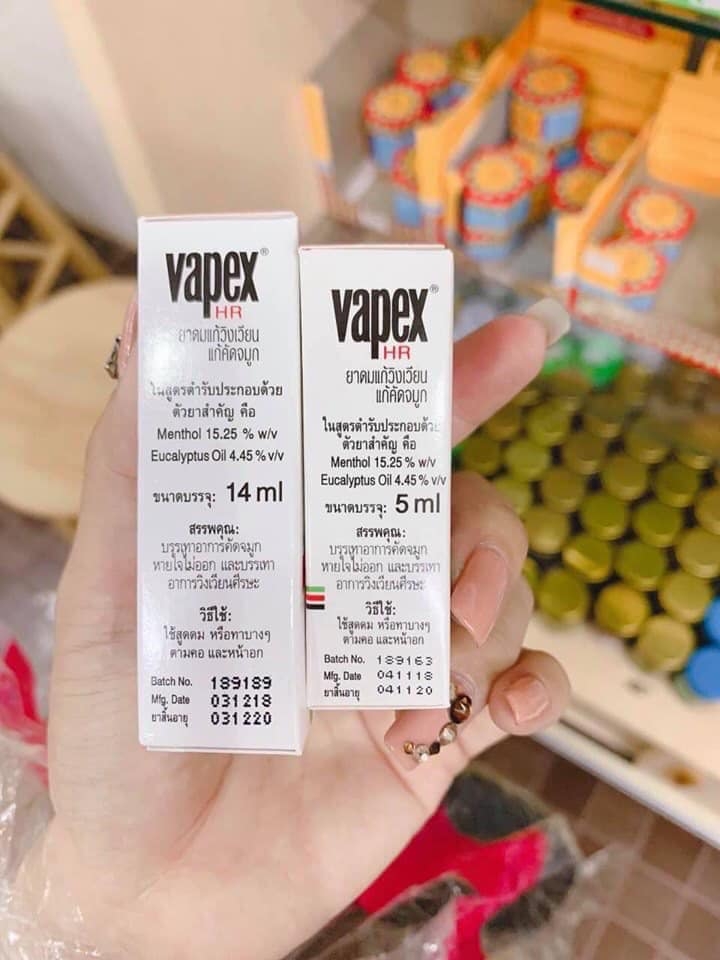 vapex®
HR
ยาดมแก้วิงเวียน
แก้คัดจมูก
ในสูตรตำรับประกอบด้วย
ตัวยาสำคัญ คือ
Menthol 15.25 % w/v
Eucalyptus Oil 4.45 % v/v
ขนาดบรรจุ: 14 ml
สรรพคุณ:
บรรเทาอาการคัดจมูก
หายใจไม่ออก และบรรเทา
อาการวิงเวียนศีรษะ
วิธีใช้:
ใช้สูดดม หรือทาบางๆ
ตามคอ และหน้าอก
Batch No. 189189
Mfg. Date 031218
ยาสิ้นอายุ 031220
vapex®
HR
ยาดมแก้วิงเวียน
แก้คัดจมูก
ในสูตรตำรับประกอบด้วย
ตัวยาสำคัญ คือ
Menthol 15.25 % w/v
Eucalyptus Oil 4.45 % v/v
ขนาดบรรจุ: 5 ml
สรรพคุณ:
บรรเทาอาการคัดจมูก
หายใจไม่ออก และบรรเทา
อาการวิงเวียนศีรษะ
วิธีใช้:
ใช้สูดดม หรือทาบางๆ
ตามคอ และหน้าอก
Batch No. 189163
Mfg. Date 041118
ยาสิ้นอายุ 041120